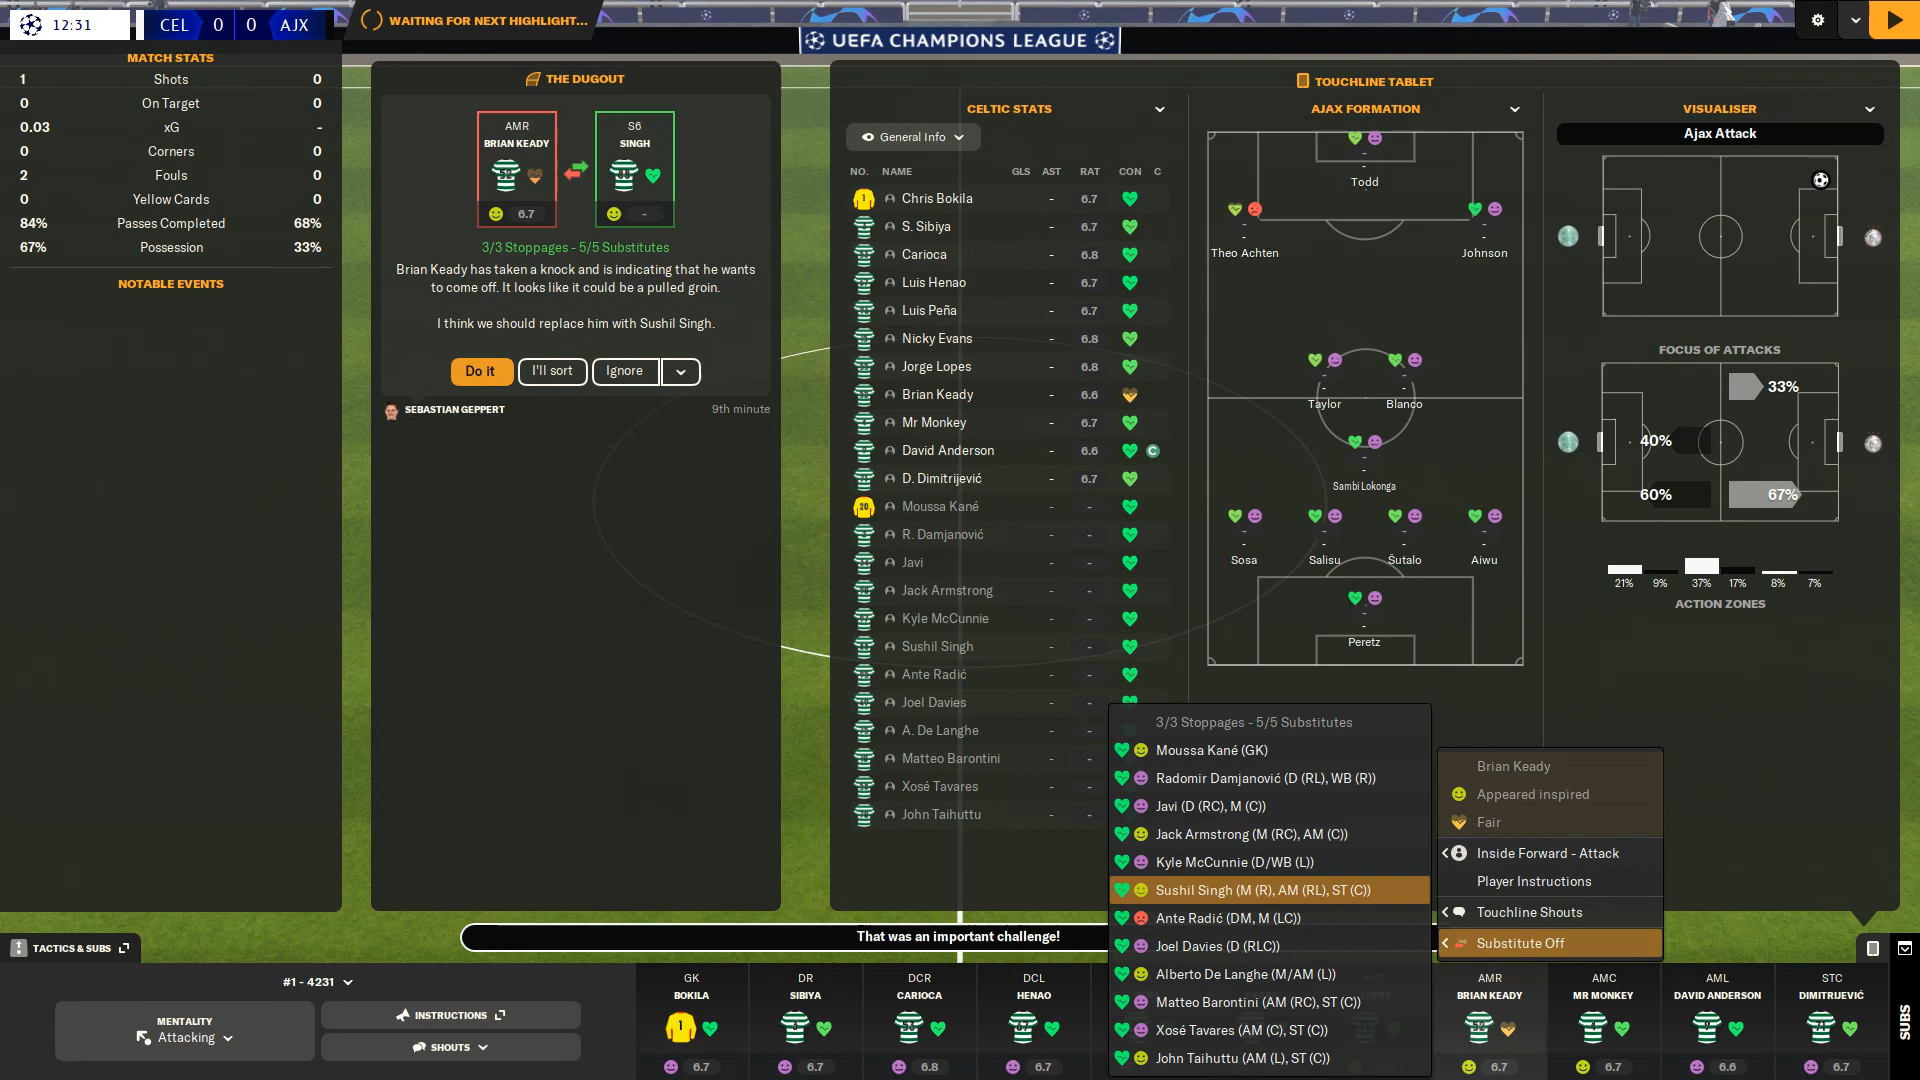 12:31
CEL 0 0 AJX
WAITING FOR NEXT HIGHLIGHT...
UEFA CHAMPIONS LEAGUE
MATCH STATS
1 Shots 0
0 On Target 0
0.03 xG -
0 Corners 0
2 Fouls 0
0 Yellow Cards 0
84% Passes Completed 68%
67% Possession 33%
NOTABLE EVENTS
THE DUGOUT
AMR
BRIAN KEADY
6.7
S6
SINGH
-
3/3 Stoppages - 5/5 Substitutes
Brian Keady has taken a knock and is indicating that he wants
to come off. It looks like it could be a pulled groin.
I think we should replace him with Sushil Singh.
Do it
I'll sort
Ignore
SEBASTIAN GEPPERT
9th minute
TOUCHLINE TABLET
CELTIC STATS
General Info
NO. NAME GLS AST RAT CON C
1 Chris Bokila - 6.7
S. Sibiya - 6.7
Carioca - 6.8
Luis Henao - 6.7
Luis Peña - 6.7
Nicky Evans - 6.8
Jorge Lopes - 6.8
Brian Keady - 6.6
Mr Monkey - 6.7
David Anderson - 6.6 C
D. Dimitrijević - 6.7
20 Moussa Kané - -
R. Damjanović - -
Javi - -
Jack Armstrong - -
Kyle McCunnie - -
Sushil Singh - -
Ante Radić - -
Joel Davies - -
A. De Langhe - -
Matteo Barontini - -
Xosé Tavares - -
John Taihuttu - -
AJAX FORMATION
Todd
Theo Achten
Johnson
Taylor
Blanco
Sambi Lokonga
Sosa
Salisu
Šutalo
Aiwu
Peretz
VISUALISER
Ajax Attack
FOCUS OF ATTACKS
33%
40%
60%
67%
21% 9% 37% 17% 8% 7%
ACTION ZONES
3/3 Stoppages - 5/5 Substitutes
Moussa Kané (GK)
Radomir Damjanović (D (RL), WB (R))
Javi (D (RC), M (C))
Jack Armstrong (M (RC), AM (C))
Kyle McCunnie (D/WB (L))
Sushil Singh (M (R), AM (RL), ST (C))
Ante Radić (DM, M (LC))
Joel Davies (D (RLC))
Alberto De Langhe (M/AM (L))
Matteo Barontini (AM (RC), ST (C))
Xosé Tavares (AM (C), ST (C))
John Taihuttu (AM (L), ST (C))
Brian Keady
Appeared inspired
Fair
Inside Forward - Attack
Player Instructions
Touchline Shouts
Substitute Off
That was an important challenge!
TACTICS & SUBS
#1 - 4231
MENTALITY
Attacking
INSTRUCTIONS
SHOUTS
GK
BOKILA
1
6.7
DR
SIBIYA
6.7
DCR
CARIOCA
6.8
DCL
HENAO
6.7
AMR
BRIAN KEADY
6.7
AMC
MR MONKEY
6.7
AML
DAVID ANDERSON
6.6
STC
DIMITRIJEVIĆ
6.7
SUBS